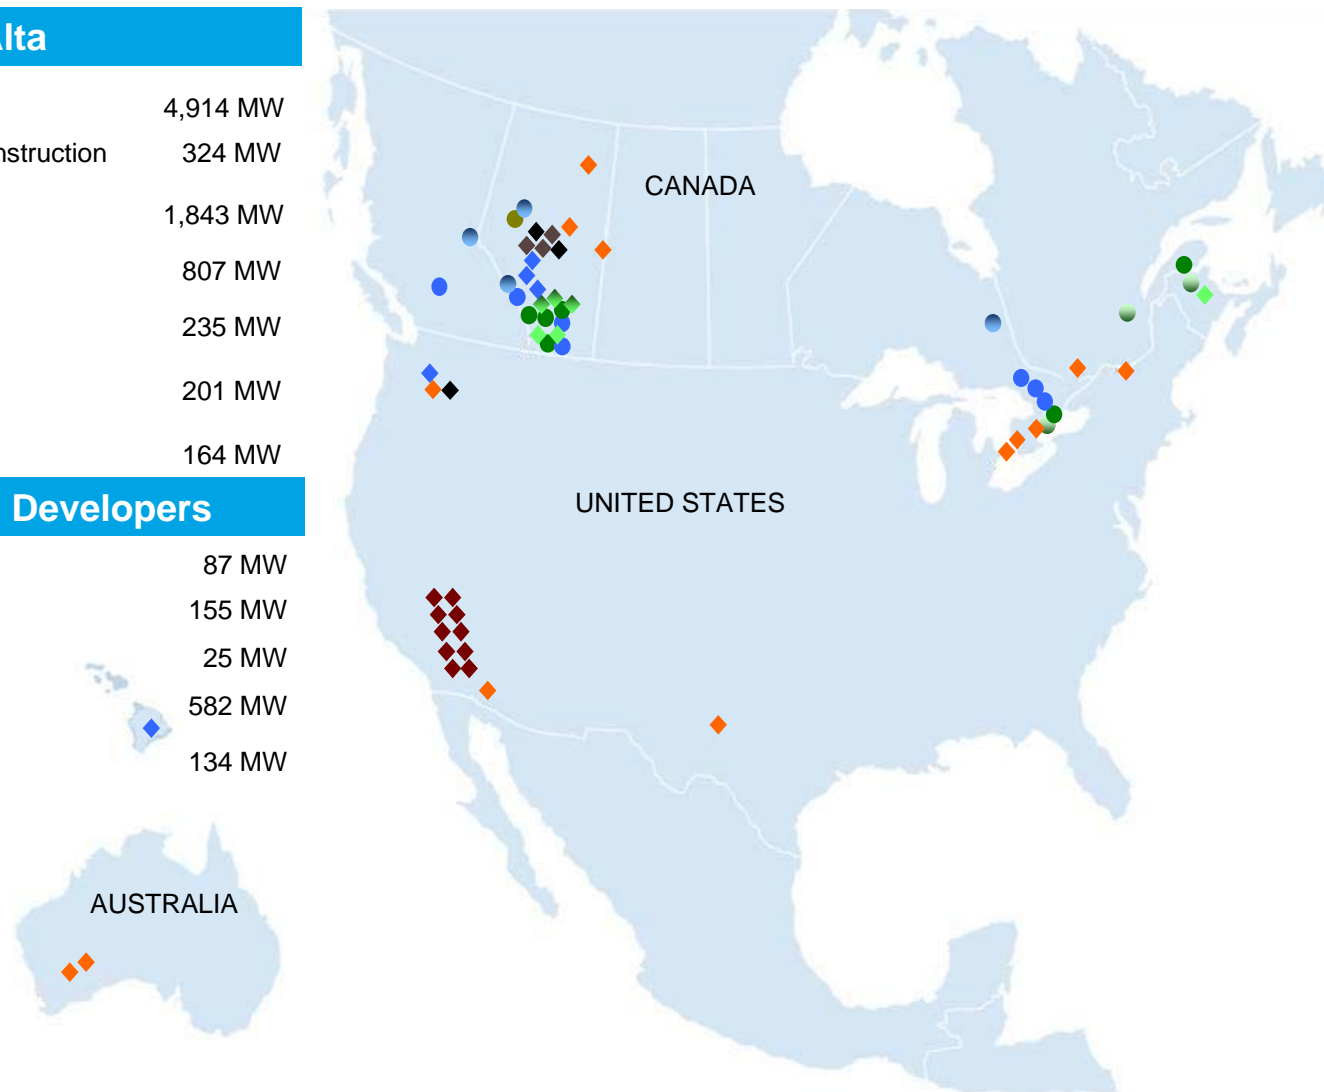 lta
4,914 MW
nstruction 324 MW
1,843 MW
807 MW
235 MW
201 MW
164 MW
Developers
87 MW
155 MW
25 MW
582 MW
134 MW
CANADA
UNITED STATES
AUSTRALIA